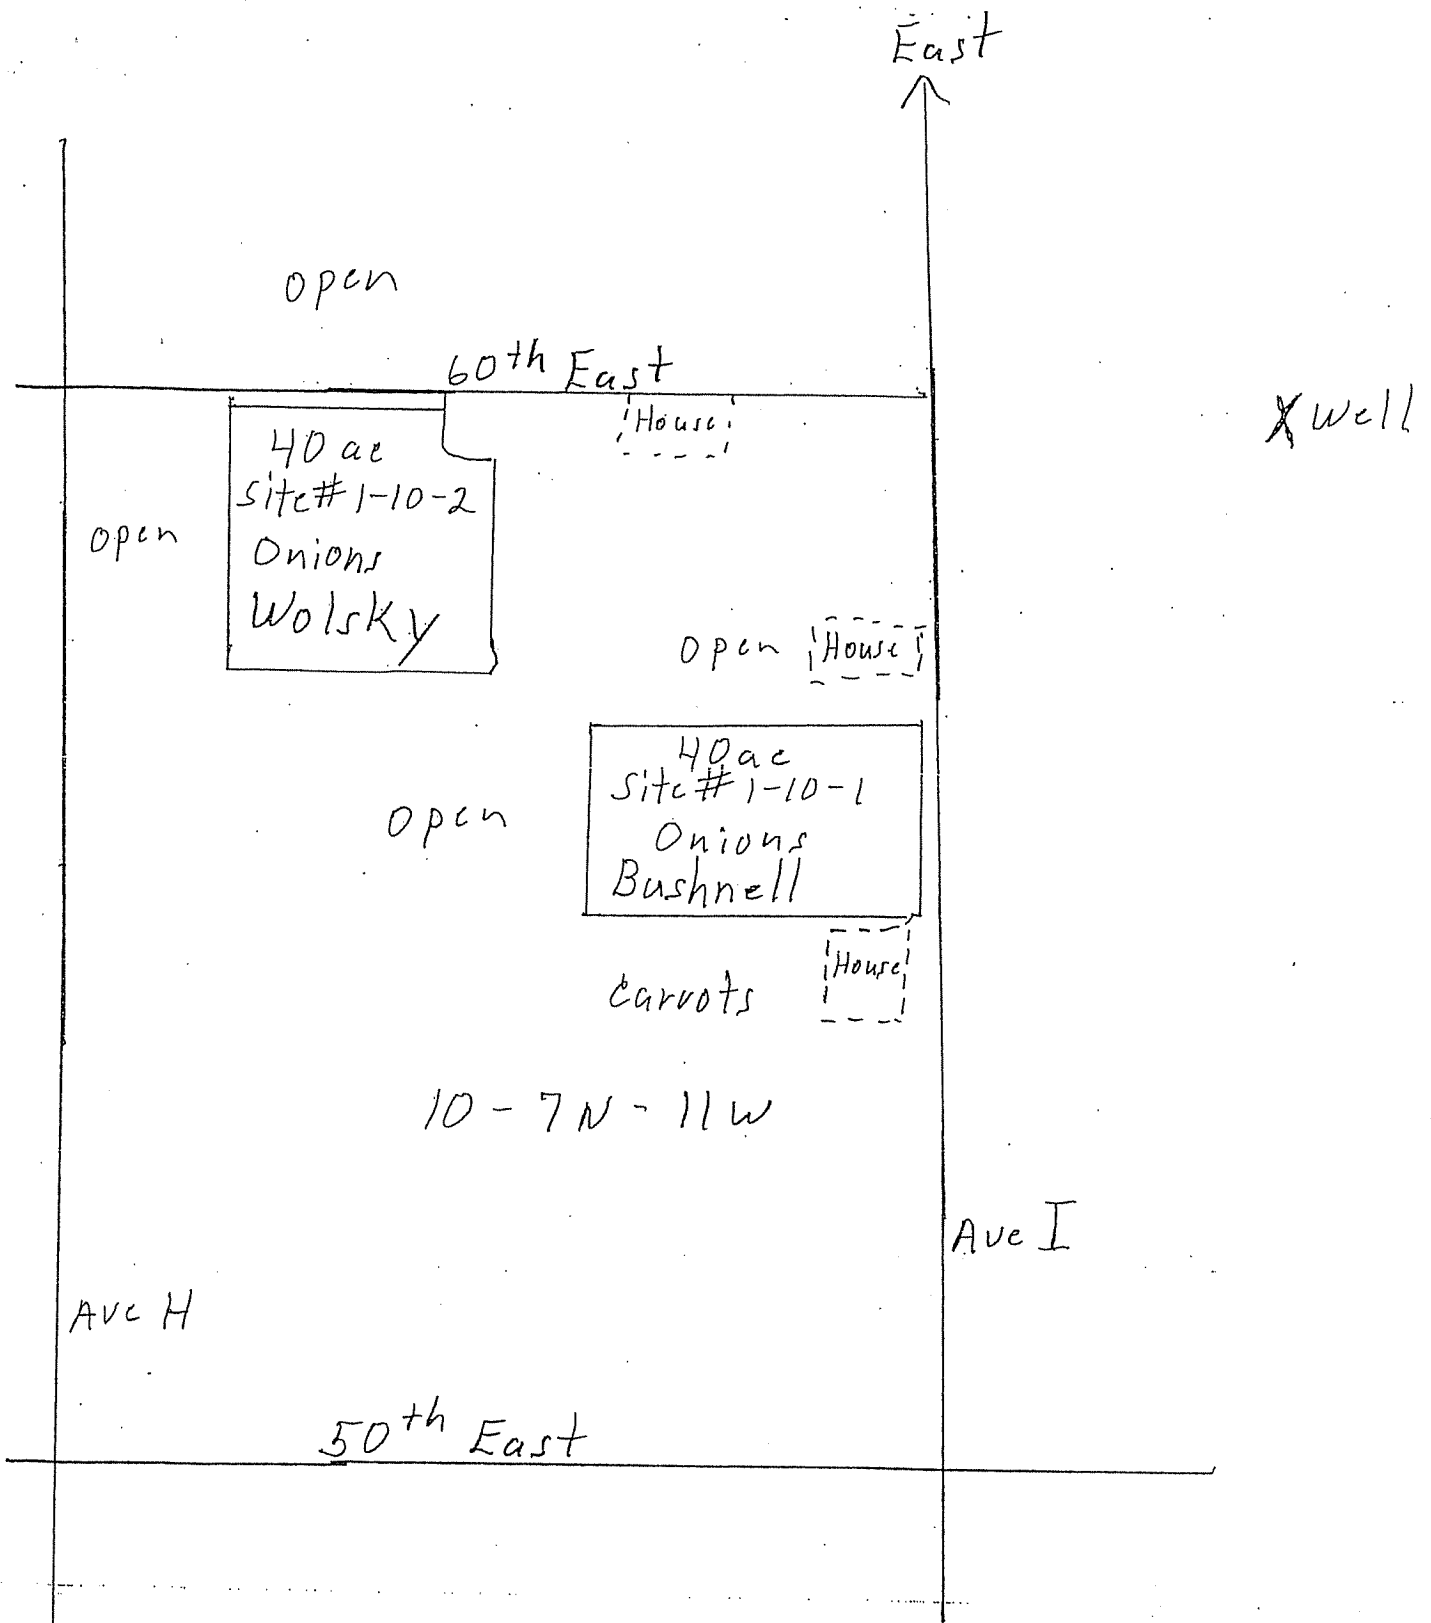 East
open
60th East
House
X Well
40 ac
Site# 1-10-2
Onions
Wolsky
open
open
House
40 ac
Site# 1-10-1
Onions
Bushnell
open
House
Carrots
10 - 7N - 11W
Ave I
Ave H
50th East